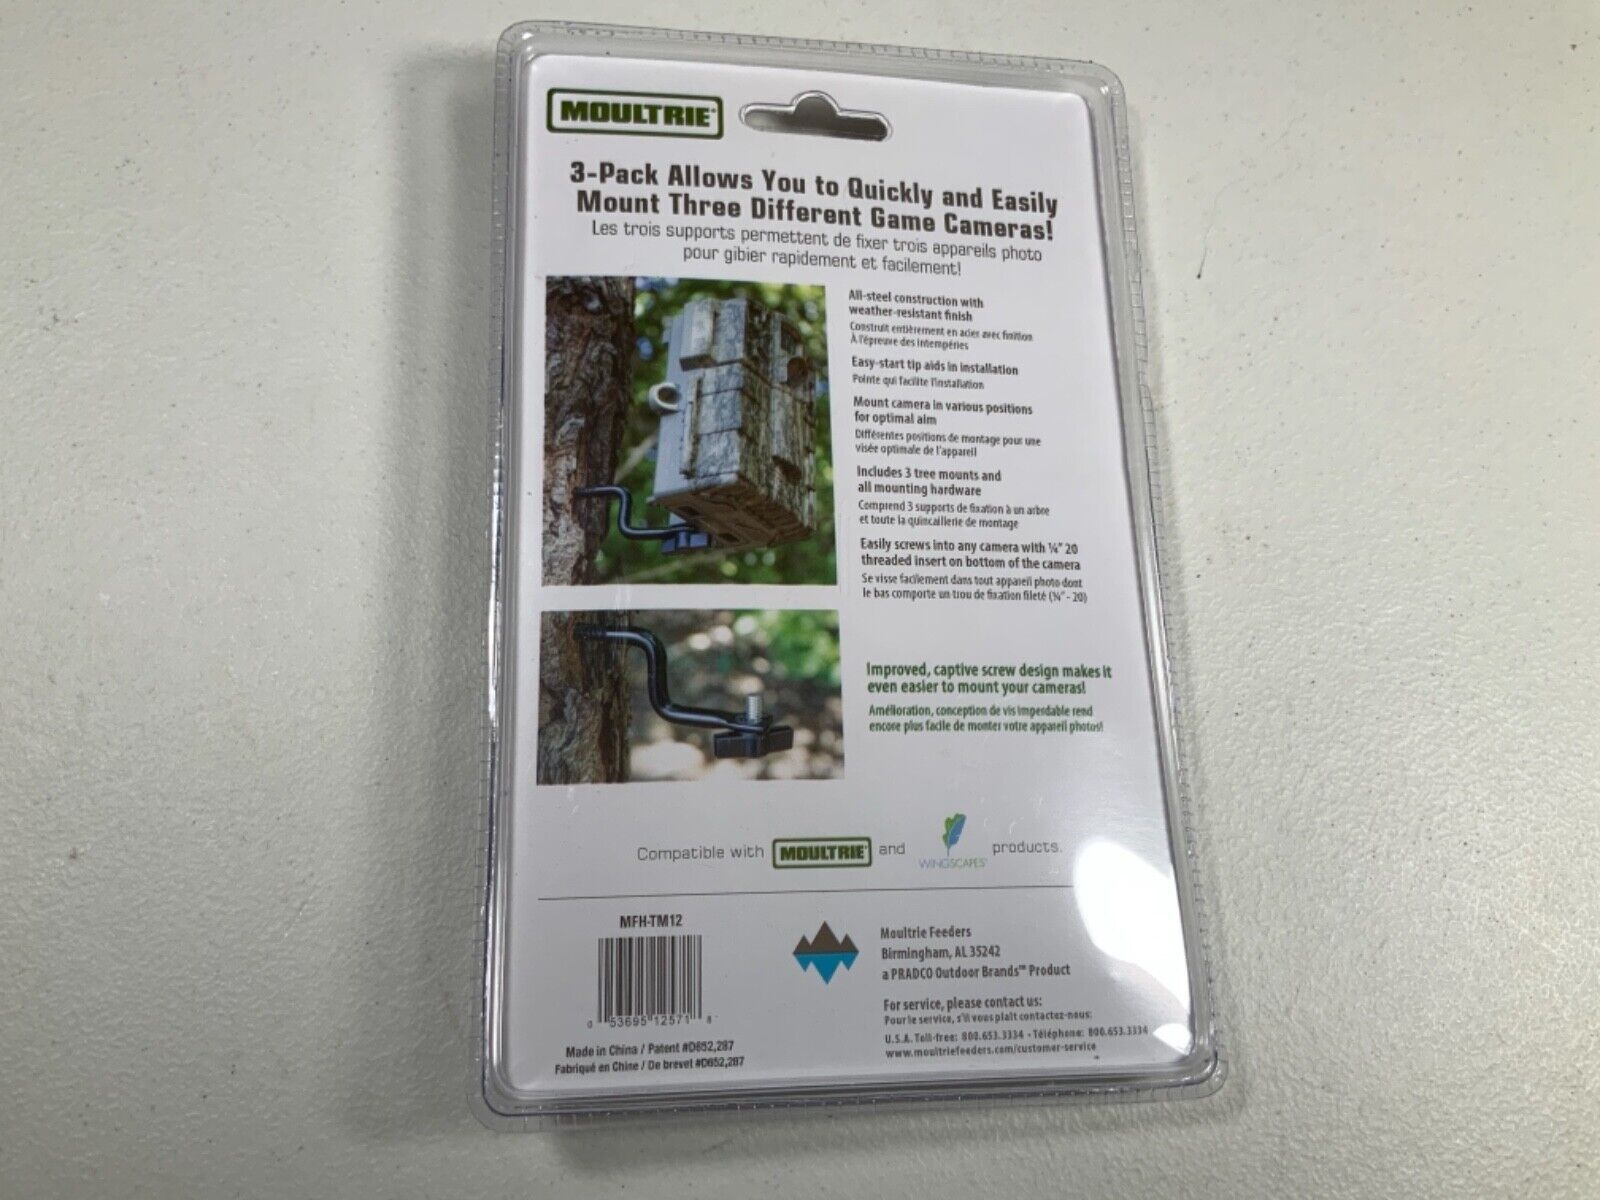 MOULTRIE
3-Pack Allows You to Quickly and Easily
Mount Three Different Game Cameras!
Les trois supports permettent de fixer trois appareils photo
pour gibier rapidement et facilement!
All-steel construction with
weather-resistant finish
Construit entièrement en acier avec finition
À l'épreuve des intempéries
Easy-start tip aids in installation
Pointe qui facilite l'installation
Mount camera in various positions
for optimal aim
Différentes positions de montage pour une
visée optimale de l'appareil
Includes 3 tree mounts and
all mounting hardware
Comprend 3 supports de fixation à un arbre
et toute la quincaillerie de montage
Easily screws into any camera with ¼" 20
threaded insert on bottom of the camera
Se visse facilement dans tout appareil photo dont
le bas comporte un trou de fixation fileté (¼" - 20)
Improved, captive screw design makes it
even easier to mount your cameras!
Amélioration, conception de vis imperdable rend
encore plus facile de monter votre appareil photos!
Compatible with MOULTRIE and WINGSCAPES products.
MFH-TM12
0 53695 12571 8
Made in China / Patent #D652,287
Fabriqué en Chine / De brevet #D652,287
Moultrie Feeders
Birmingham, AL 35242
a PRADCO Outdoor Brands™ Product
For service, please contact us:
Pour le service, s'il vous plaît contactez-nous:
U.S.A. Toll-free: 800.653.3334 • Téléphone: 800.653.3334
www.moultriefeeders.com/customer-service